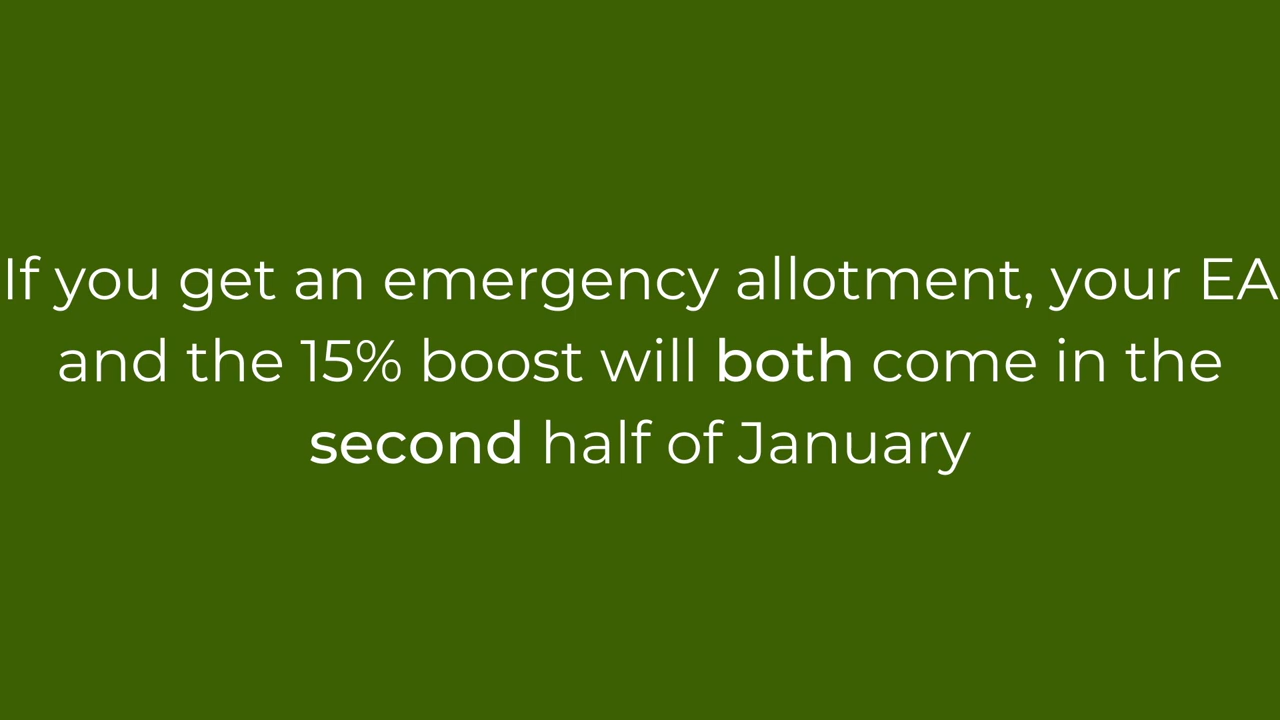 If you get an emergency allotment, your EA
and the 15% boost will both come in the
second half of January